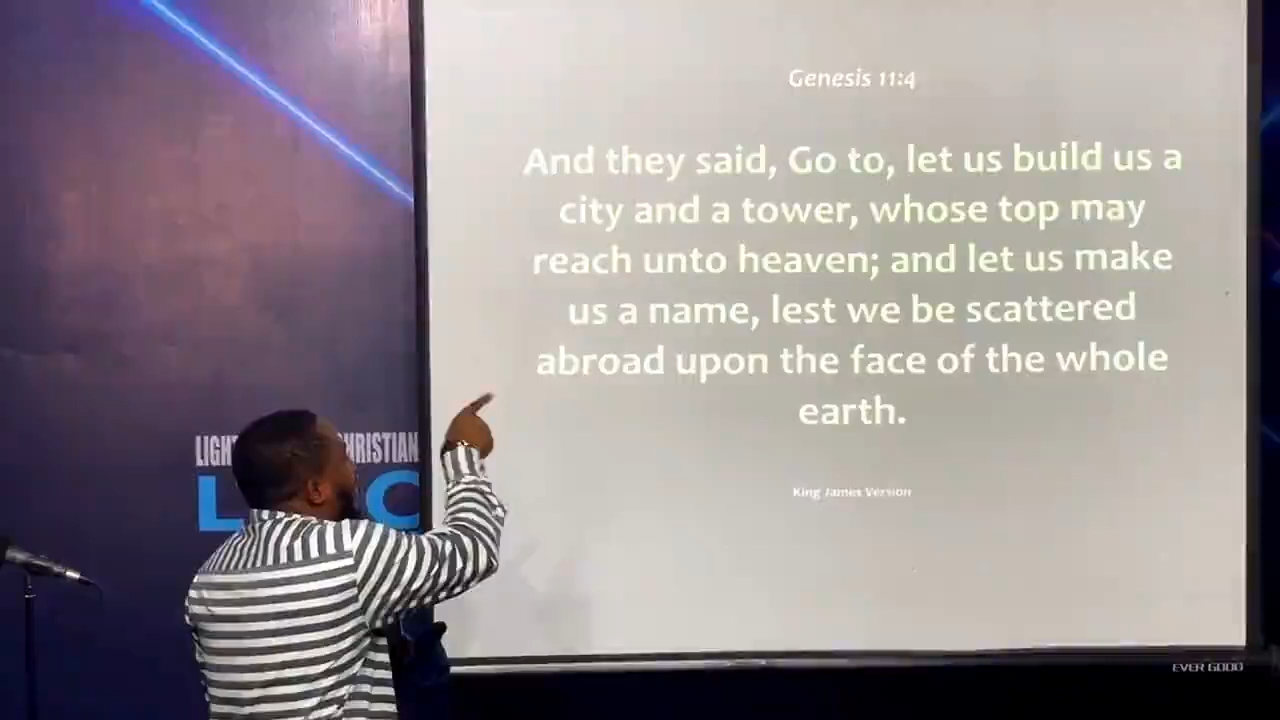 Genesis 11:4
And they said, Go to, let us build us a
city and a tower, whose top may
reach unto heaven; and let us make
us a name, lest we be scattered
abroad upon the face of the whole
earth.
King James Version
CHRISTIAN
EVER GOOD